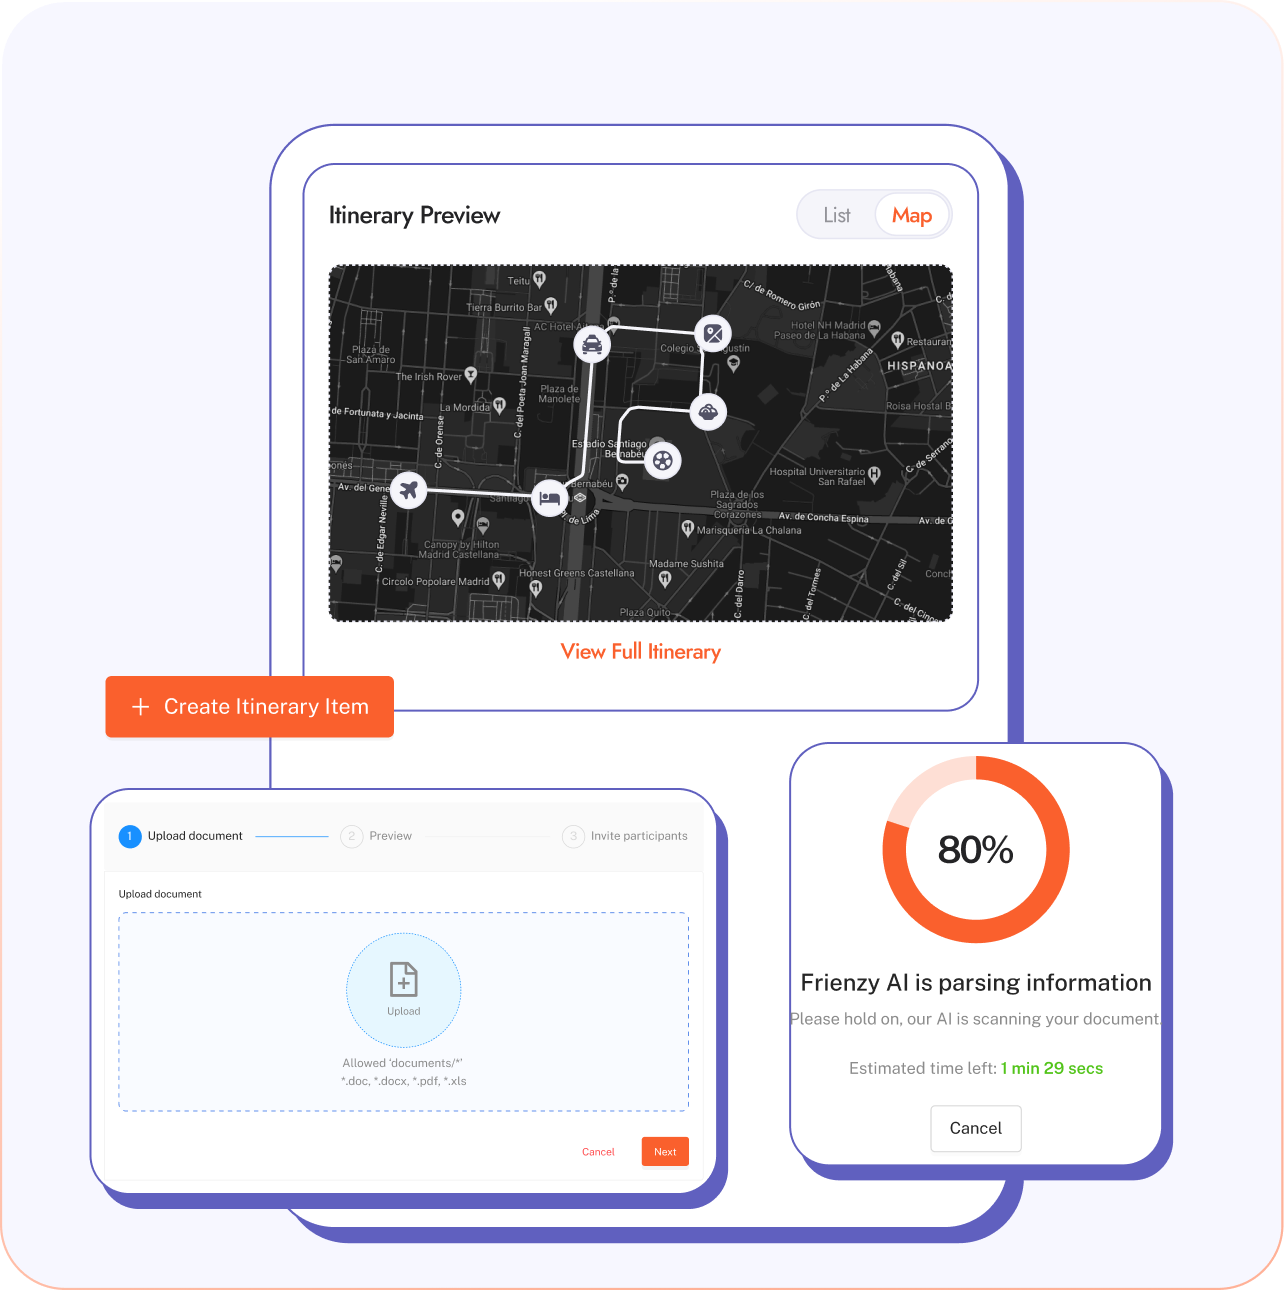 Itinerary Preview
List
Map
Teitu
P.º de la
C/ de Romero Girón
Habana
Tierra Burrito Bar
AC Hotel
Hotel NH Madrid
Paseo de La Habana
Plaza de
San Amaro
C. del Poeta Joan Maragall
Colegio
Restauran
HISPANOA
The Irish Rover
Plaza de
Manolete
P.º de La Habana
La Mordida
de Fortunata y Jacinta
Roisa Hostal B
C. de Orense
Estadio Santiago
Bernabéu
C. de Serrano
Hospital Universitario
San Rafael
Av. del Gene
Bernabéu
Plaza de los
Sagrados
Corazones
C. de Edgar Neville
de Lima
Av. de Concha Espina
Av. de G
Marisquería La Chalana
Canopy by Hilton
Madrid Castellana
Madame Sushita
Honest Greens Castellana
Circolo Popolare Madrid
C. del Darro
C. del Tormes
C. del Sil
Conch
Plaza Quito
View Full Itinerary
+ Create Itinerary Item
1 Upload document
2 Preview
3 Invite participants
Upload document
Upload
Allowed ‘documents/*’
*.doc, *.docx, *.pdf, *.xls
Cancel
Next
80%
Frienzy AI is parsing information
Please hold on, our AI is scanning your document.
Estimated time left: 1 min 29 secs
Cancel